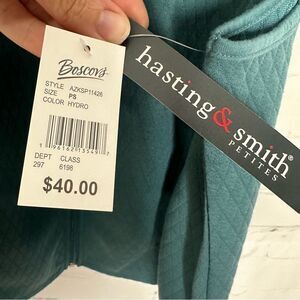 Boscov's
STYLE AZKSP11426
SIZE PS
COLOR HYDRO
DEPT CLASS
297 6198
$40.00
hasting & smith
PETITES